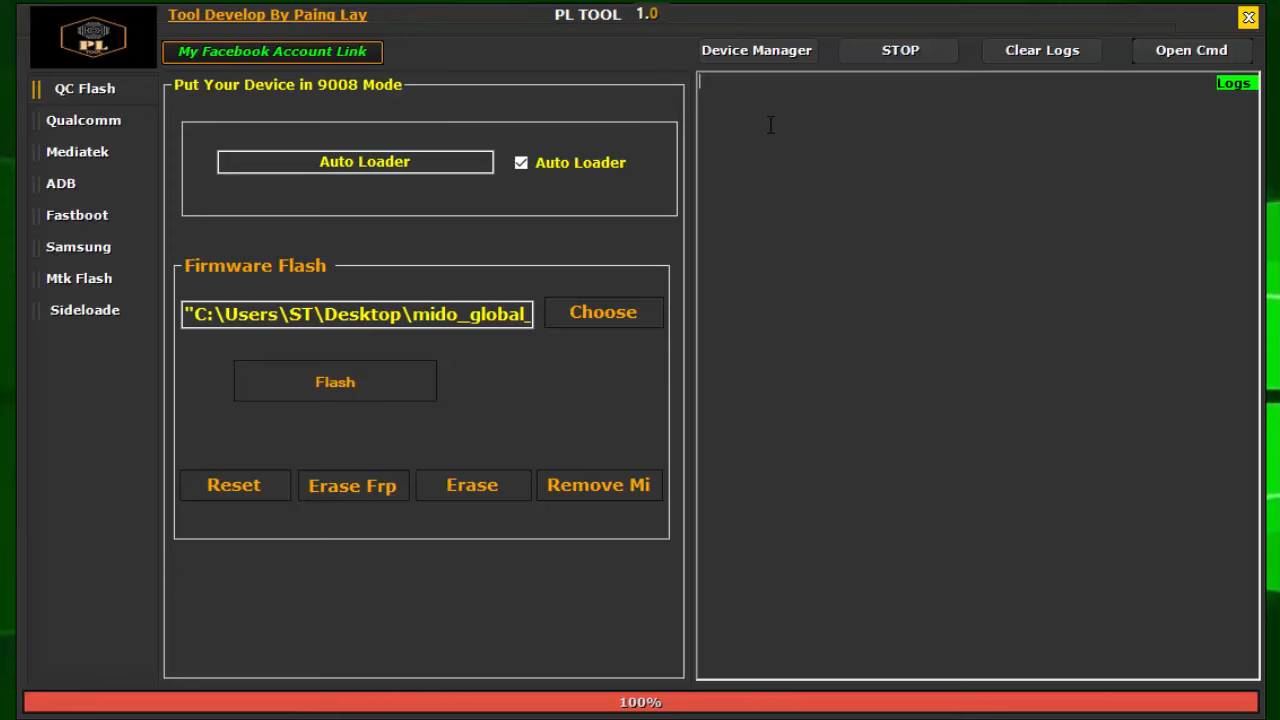 Tool Develop By Paing Lay
PL TOOL 1.0
PL
TOOL
My Facebook Account Link
Device Manager
STOP
Clear Logs
Open Cmd
QC Flash
Qualcomm
Mediatek
ADB
Fastboot
Samsung
Mtk Flash
Sideloade
Put Your Device in 9008 Mode
Auto Loader
Auto Loader
Firmware Flash
"C:\Users\ST\Desktop\mido_global_
Choose
Flash
Reset
Erase Frp
Erase
Remove Mi
Logs
100%